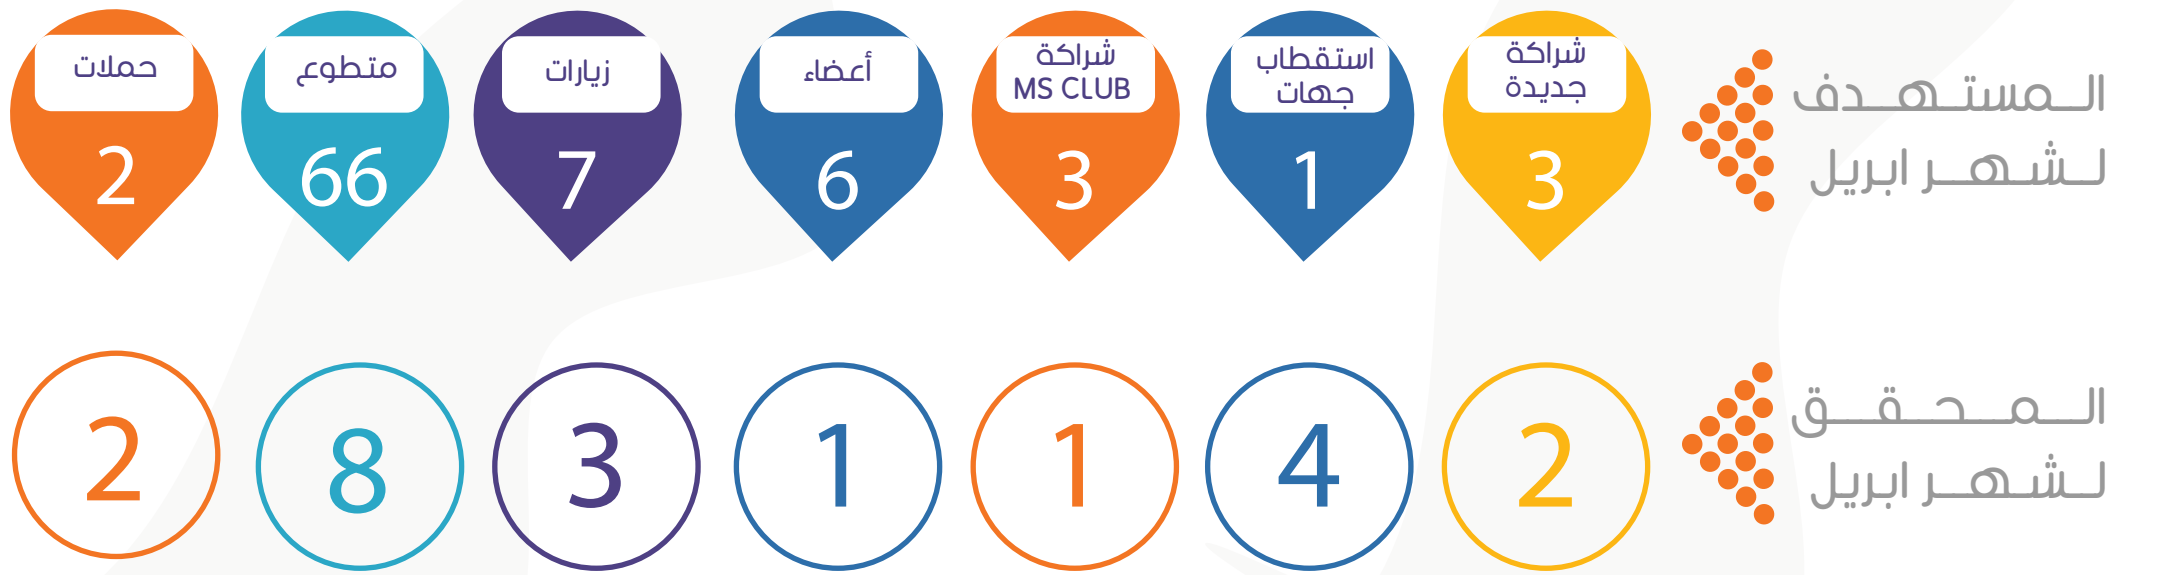 المستهدف
لشهر ابريل
شراكة
جديدة
3
استقطاب
جهات
1
شراكة
MS CLUB
3
أعضاء
6
زيارات
7
متطوع
66
حملات
2
المحقق
لشهر ابريل
2
4
1
1
3
8
2